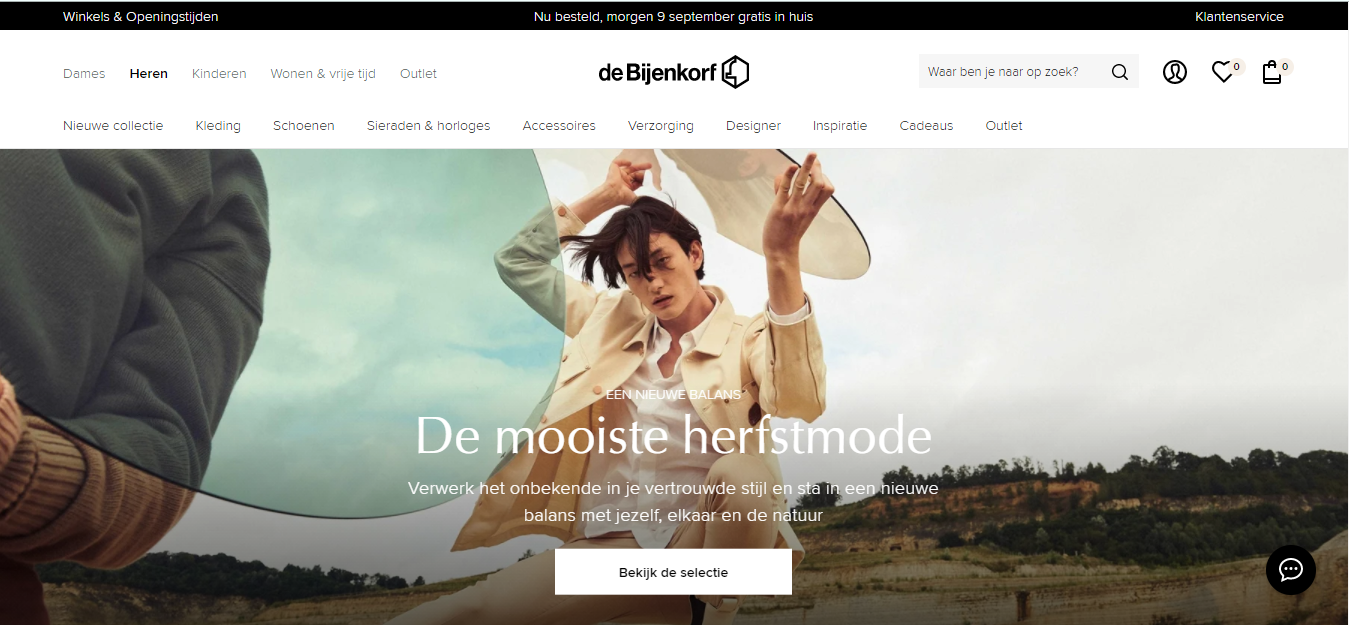 Winkels & Openingstijden
Nu besteld, morgen 9 september gratis in huis
Klantenservice
Dames
Heren
Kinderen
Wonen & vrije tijd
Outlet
de Bijenkorf
Waar ben je naar op zoek?
0
0
Nieuwe collectie
Kleding
Schoenen
Sieraden & horloges
Accessoires
Verzorging
Designer
Inspiratie
Cadeaus
Outlet
EEN NIEUWE BALANS
De mooiste herfstmode
Verwerk het onbekende in je vertrouwde stijl en sta in een nieuwe
balans met jezelf, elkaar en de natuur
Bekijk de selectie